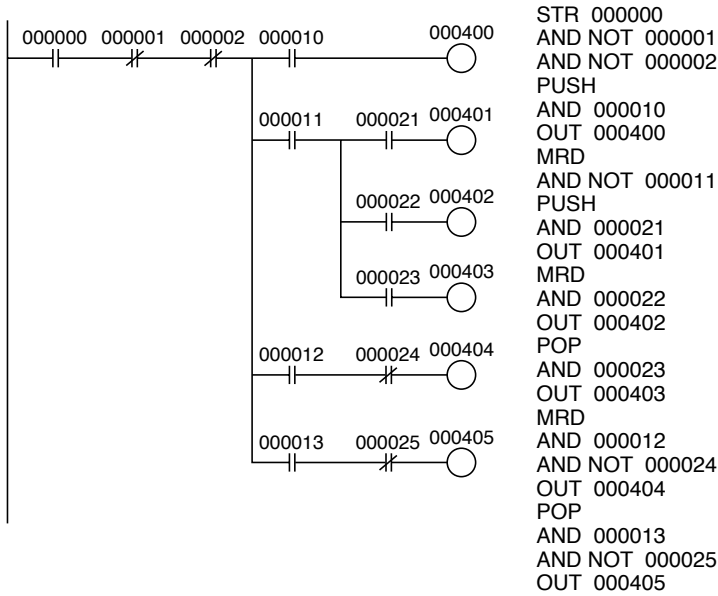 000000 000001 000002 000010 000400
000011 000021 000401
000022 000402
000023 000403
000012 000024 000404
000013 000025 000405
STR 000000
AND NOT 000001
AND NOT 000002
PUSH
AND 000010
OUT 000400
MRD
AND NOT 000011
PUSH
AND 000021
OUT 000401
MRD
AND 000022
OUT 000402
POP
AND 000023
OUT 000403
MRD
AND 000012
AND NOT 000024
OUT 000404
POP
AND 000013
AND NOT 000025
OUT 000405